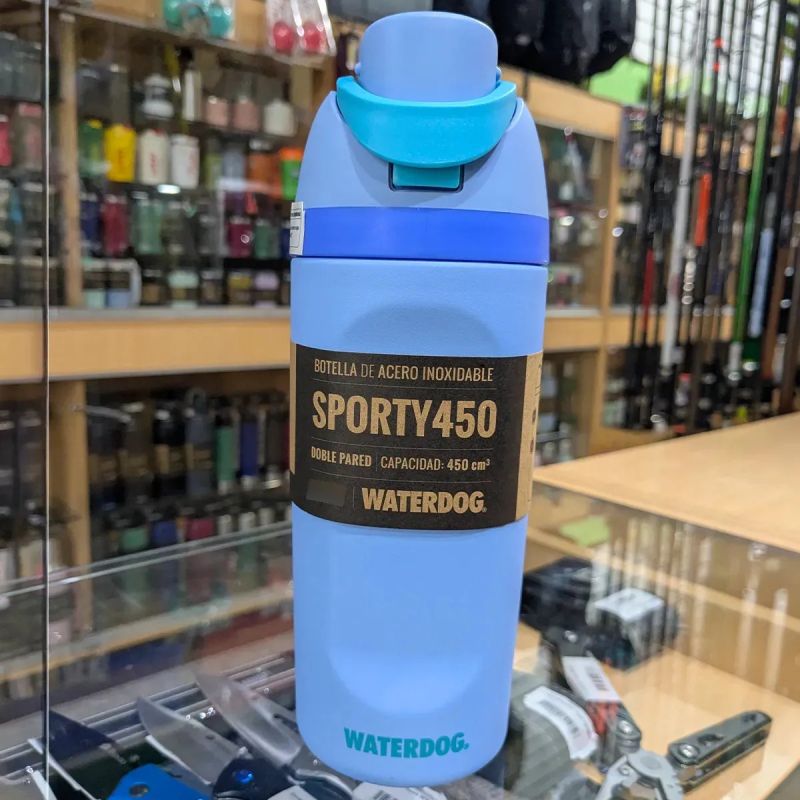 BOTELLA DE ACERO INOXIDABLE
SPORTY450
DOBLE PARED | CAPACIDAD: 450 cm³
WATERDOG®
WATERDOG.